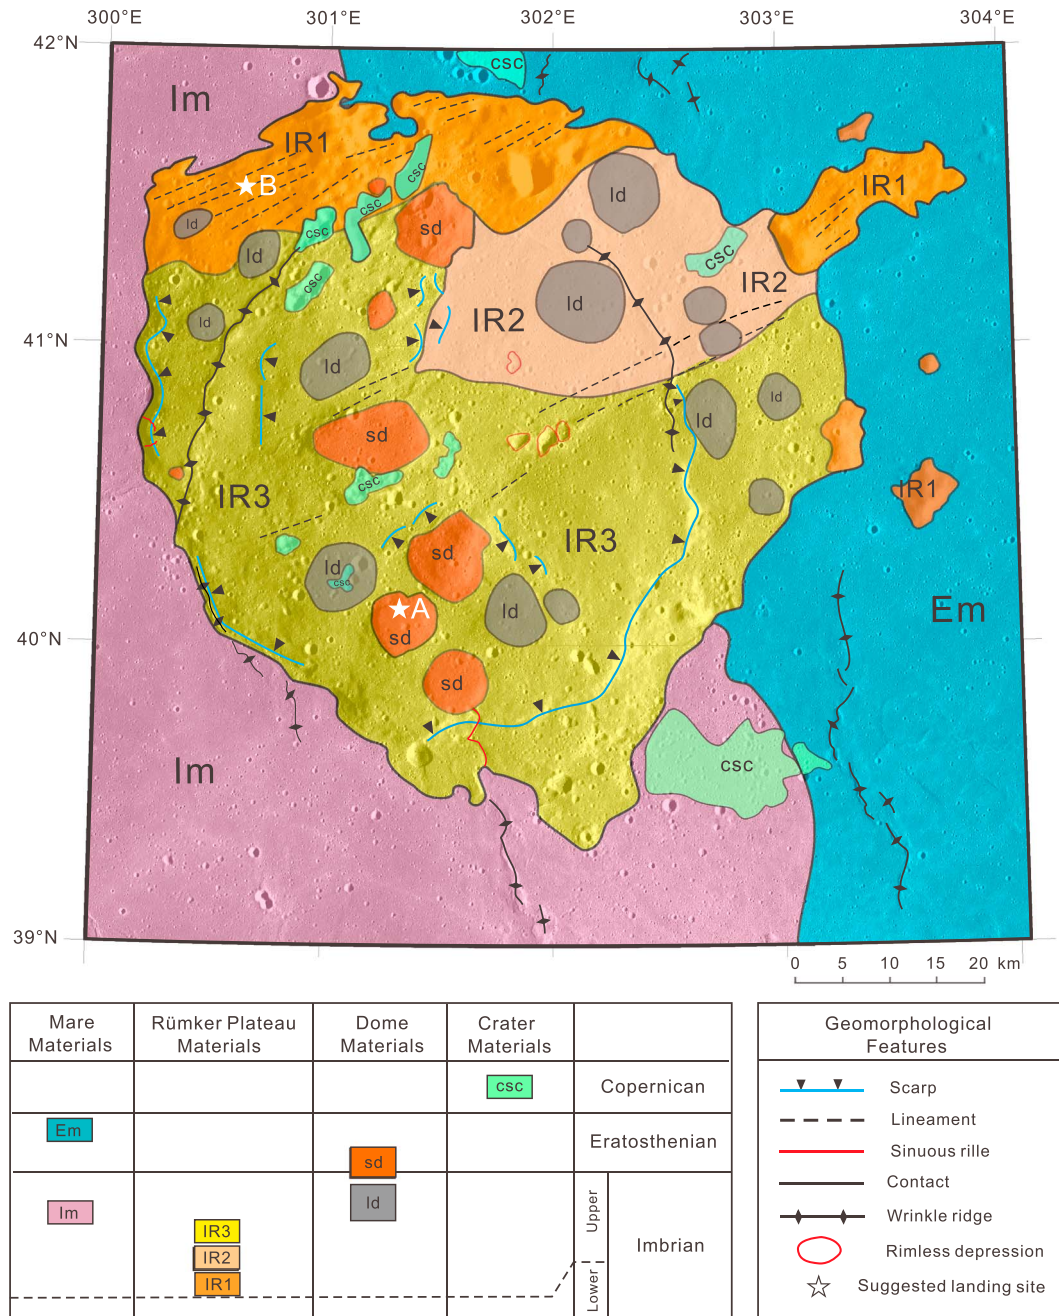 300°E 301°E 302°E 303°E 304°E
42°N
csc
Im
IR1
B
csc
IR1
ld
ld
csc
csc
sd
ld
csc
csc
IR2
ld
ld
IR2
41°N
ld
sd
ld
ld
csc
IR3
IR1
IR3
sd
ld
csc
A
sd
ld
Em
40°N
sd
Im
csc
39°N
0 5 10 15 20 km
Mare Materials
Rümker Plateau Materials
Dome Materials
Crater Materials
csc
Copernican
Em
Eratosthenian
sd
ld
Im
Upper
IR3
IR2
Imbrian
IR1
Lower
Geomorphological
Features
Scarp
Lineament
Sinuous rille
Contact
Wrinkle ridge
Rimless depression
Suggested landing site